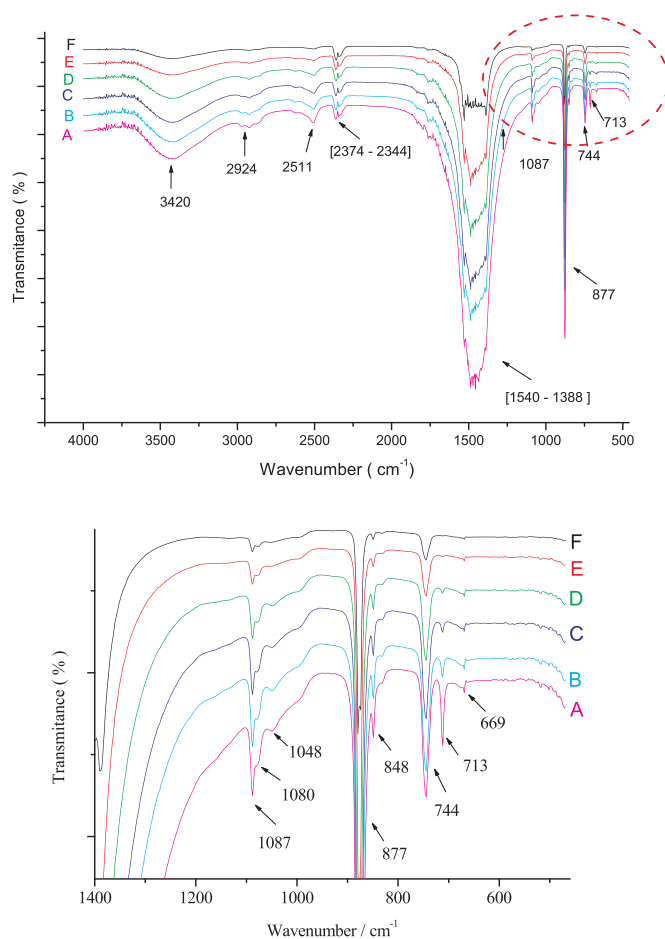 F
E
D
C
B
A
3420
2924
2511
[2374 - 2344]
1087
744
713
877
[1540 - 1388 ]
Transmitance ( % )
4000 3500 3000 2500 2000 1500 1000 500
Wavenumber ( cm-1)
F
E
D
C
B
A
669
713
744
848
877
1048
1080
1087
Transmitance ( % )
1400 1200 1000 800 600
Wavenumber / cm-1